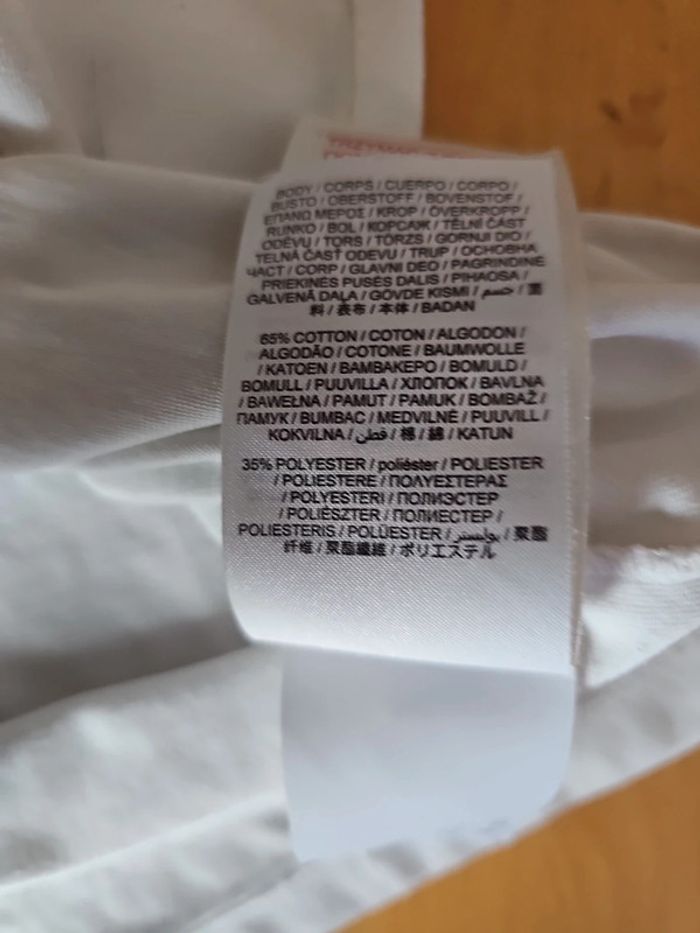 BODY / CORPS / CUERPO / CORPO /
BUSTO / OBERSTOFF / BOVENSTOF /
ΕΠΑΝΩ ΜΕΡΟΣ / KROP / ÖVERKROPP /
RUNKO / BOL / КОРСАЖ / TĚLNÍ ČÁST
ODĚVU / TORS / TÖRZS / GORNJI DIO /
TELNÁ ČASŤ ODEVU / TRUP / ОСНОВНА
ЧАСТ / CORP / GLAVNI DEO / PAGRINDINĖ
PRIEKINĖS PUSĖS DALIS / PIHAOSA /
GALVENĀ DAĻA / GÖVDE KISMI / جسم / 面
料 / 表布 / 本体 / BADAN
65% COTTON / COTON / ALGODON /
ALGODÃO / COTONE / BAUMWOLLE
/ KATOEN / ΒΑΜΒΑΚΕΡΟ / BOMULD /
BOMULL / PUUVILLA / ХЛОПОК / BAVLNA
/ BAWEŁNA / PAMUT / PAMUK / BOMBAŽ /
ПАМУК / BUMBAC / MEDVILNĖ / PUUVILL /
KOKVILNA / قطن / 棉 / 綿 / KATUN
35% POLYESTER / poliéster / POLIESTER
/ POLIESTERE / ΠΟΛΥΕΣΤΕΡΑΣ
/ POLYESTERI / ПОЛИЭСТЕР
/ POLIÉSZTER / ПОЛИЕСТЕР /
POLIESTERIS / POLÜESTER / بوليستر / 聚酯
纤维 / 聚酯纖維 / ポリエステル